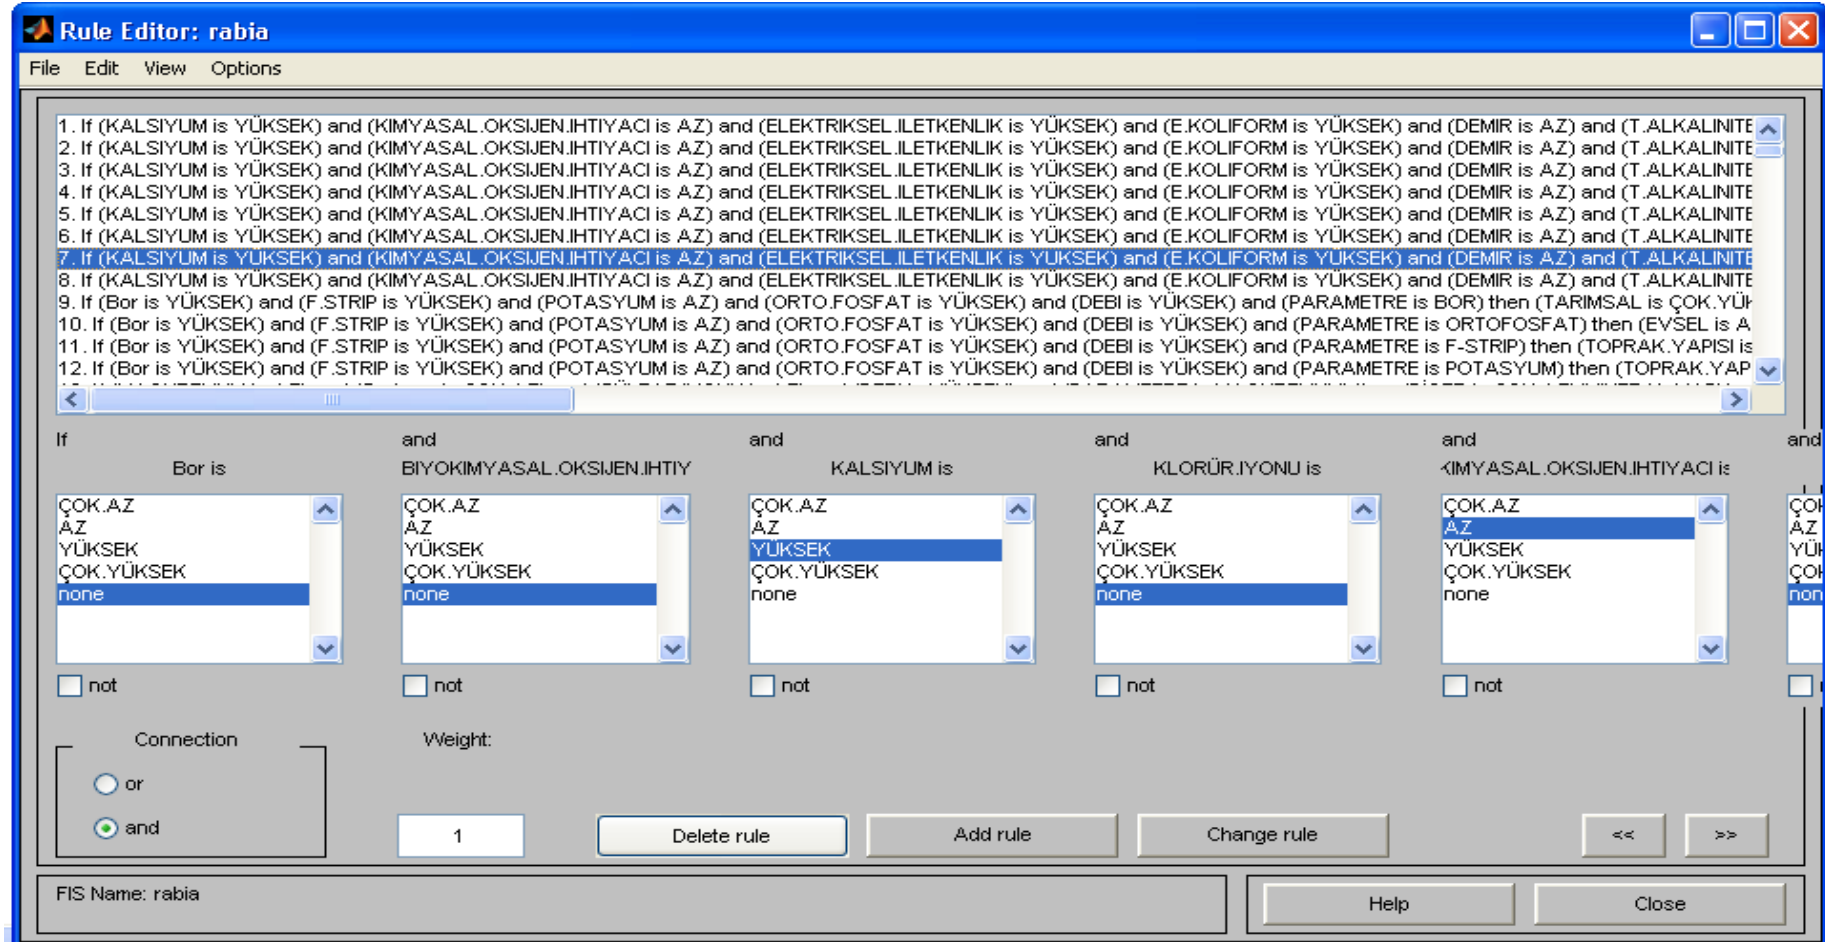 Rule Editor: rabia
File Edit View Options
1. If (KALSIYUM is YÜKSEK) and (KIMYASAL.OKSIJEN.IHTIYACI is AZ) and (ELEKTRIKSEL.ILETKENLIK is YÜKSEK) and (E.KOLIFORM is YÜKSEK) and (DEMIR is AZ) and (T.ALKALINITE
2. If (KALSIYUM is YÜKSEK) and (KIMYASAL.OKSIJEN.IHTIYACI is AZ) and (ELEKTRIKSEL.ILETKENLIK is YÜKSEK) and (E.KOLIFORM is YÜKSEK) and (DEMIR is AZ) and (T.ALKALINITE
3. If (KALSIYUM is YÜKSEK) and (KIMYASAL.OKSIJEN.IHTIYACI is AZ) and (ELEKTRIKSEL.ILETKENLIK is YÜKSEK) and (E.KOLIFORM is YÜKSEK) and (DEMIR is AZ) and (T.ALKALINITE
4. If (KALSIYUM is YÜKSEK) and (KIMYASAL.OKSIJEN.IHTIYACI is AZ) and (ELEKTRIKSEL.ILETKENLIK is YÜKSEK) and (E.KOLIFORM is YÜKSEK) and (DEMIR is AZ) and (T.ALKALINITE
5. If (KALSIYUM is YÜKSEK) and (KIMYASAL.OKSIJEN.IHTIYACI is AZ) and (ELEKTRIKSEL.ILETKENLIK is YÜKSEK) and (E.KOLIFORM is YÜKSEK) and (DEMIR is AZ) and (T.ALKALINITE
6. If (KALSIYUM is YÜKSEK) and (KIMYASAL.OKSIJEN.IHTIYACI is AZ) and (ELEKTRIKSEL.ILETKENLIK is YÜKSEK) and (E.KOLIFORM is YÜKSEK) and (DEMIR is AZ) and (T.ALKALINITE
7. If (KALSIYUM is YÜKSEK) and (KIMYASAL.OKSIJEN.IHTIYACI is AZ) and (ELEKTRIKSEL.ILETKENLIK is YÜKSEK) and (E.KOLIFORM is YÜKSEK) and (DEMIR is AZ) and (T.ALKALINITE
8. If (KALSIYUM is YÜKSEK) and (KIMYASAL.OKSIJEN.IHTIYACI is AZ) and (ELEKTRIKSEL.ILETKENLIK is YÜKSEK) and (E.KOLIFORM is YÜKSEK) and (DEMIR is AZ) and (T.ALKALINITE
9. If (Bor is YÜKSEK) and (F.STRIP is YÜKSEK) and (POTASYUM is AZ) and (ORTO.FOSFAT is YÜKSEK) and (DEBI is YÜKSEK) and (PARAMETRE is BOR) then (TARIMSAL is ÇOK.YÜK
10. If (Bor is YÜKSEK) and (F.STRIP is YÜKSEK) and (POTASYUM is AZ) and (ORTO.FOSFAT is YÜKSEK) and (DEBI is YÜKSEK) and (PARAMETRE is ORTOFOSFAT) then (EVSEL is A
11. If (Bor is YÜKSEK) and (F.STRIP is YÜKSEK) and (POTASYUM is AZ) and (ORTO.FOSFAT is YÜKSEK) and (DEBI is YÜKSEK) and (PARAMETRE is F-STRIP) then (TOPRAK.YAPISI is
12. If (Bor is YÜKSEK) and (F.STRIP is YÜKSEK) and (POTASYUM is AZ) and (ORTO.FOSFAT is YÜKSEK) and (DEBI is YÜKSEK) and (PARAMETRE is POTASYUM) then (TOPRAK.YAP
If and and and and and
Bor is BIYOKIMYASAL.OKSIJEN.IHTIY KALSIYUM is KLORÜR.IYONU is KIMYASAL.OKSIJEN.IHTIYACI is
ÇOK.AZ ÇOK.AZ ÇOK.AZ ÇOK.AZ ÇOK.AZ ÇOK
AZ AZ AZ AZ AZ AZ
YÜKSEK YÜKSEK YÜKSEK YÜKSEK YÜKSEK YÜK
ÇOK.YÜKSEK ÇOK.YÜKSEK ÇOK.YÜKSEK ÇOK.YÜKSEK ÇOK.YÜKSEK ÇOK
none none none none none non
not not not not not
Connection Weight:
or
and 1 Delete rule Add rule Change rule << >>
FIS Name: rabia Help Close